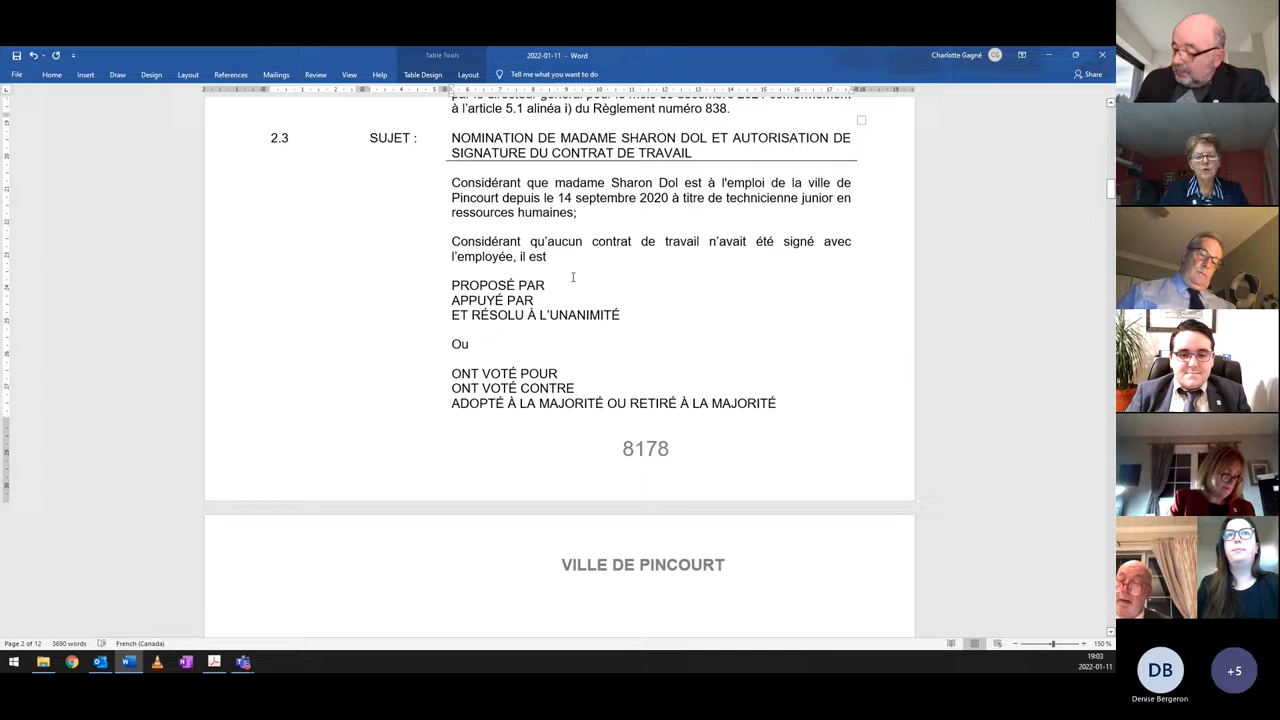 Table Tools
2022-01-11 - Word
Charlotte Gagné CG
File Home Insert Draw Design Layout References Mailings Review View Help Table Design Layout Tell me what you want to do Share
à l'article 5.1 alinéa i) du Règlement numéro 838.
2.3 SUJET : NOMINATION DE MADAME SHARON DOL ET AUTORISATION DE
SIGNATURE DU CONTRAT DE TRAVAIL
Considérant que madame Sharon Dol est à l'emploi de la ville de
Pincourt depuis le 14 septembre 2020 à titre de technicienne junior en
ressources humaines;
Considérant qu'aucun contrat de travail n'avait été signé avec
l'employée, il est
PROPOSÉ PAR
APPUYÉ PAR
ET RÉSOLU À L'UNANIMITÉ
Ou
ONT VOTÉ POUR
ONT VOTÉ CONTRE
ADOPTÉ À LA MAJORITÉ OU RETIRÉ À LA MAJORITÉ
8178
VILLE DE PINCOURT
Page 2 of 12 3690 words French (Canada) 150 %
19:03
2022-01-11
DB
Denise Bergeron
+5